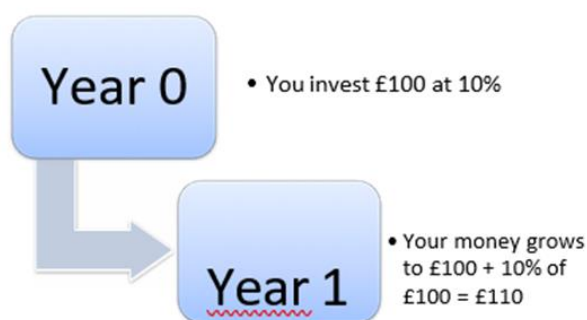 Year 0
• You invest £100 at 10%
Year 1
• Your money grows
to £100 + 10% of
£100 = £110